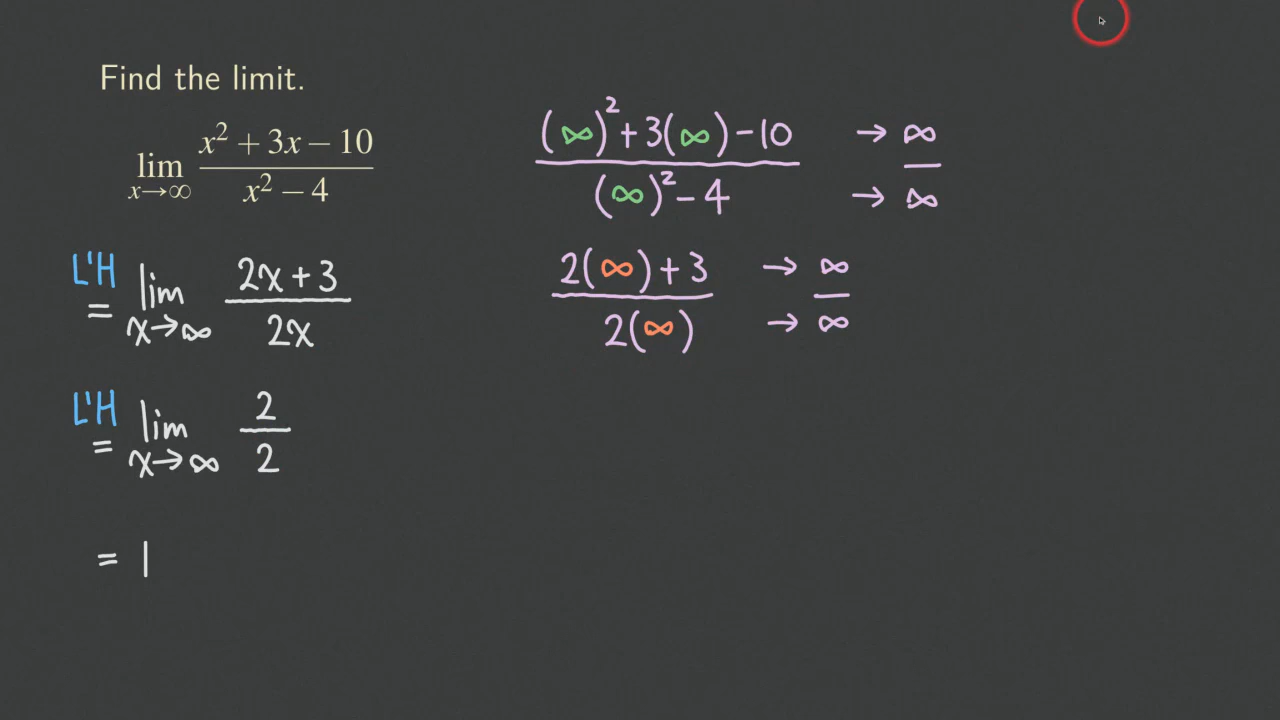 Find the limit.
lim x→∞ (x² + 3x − 10)/(x² − 4)
((∞)² + 3(∞) − 10)/((∞)² − 4) → ∞ / → ∞
L'H = lim x→∞ (2x + 3)/(2x)
(2(∞) + 3)/(2(∞)) → ∞ / → ∞
L'H = lim x→∞ 2/2
= 1